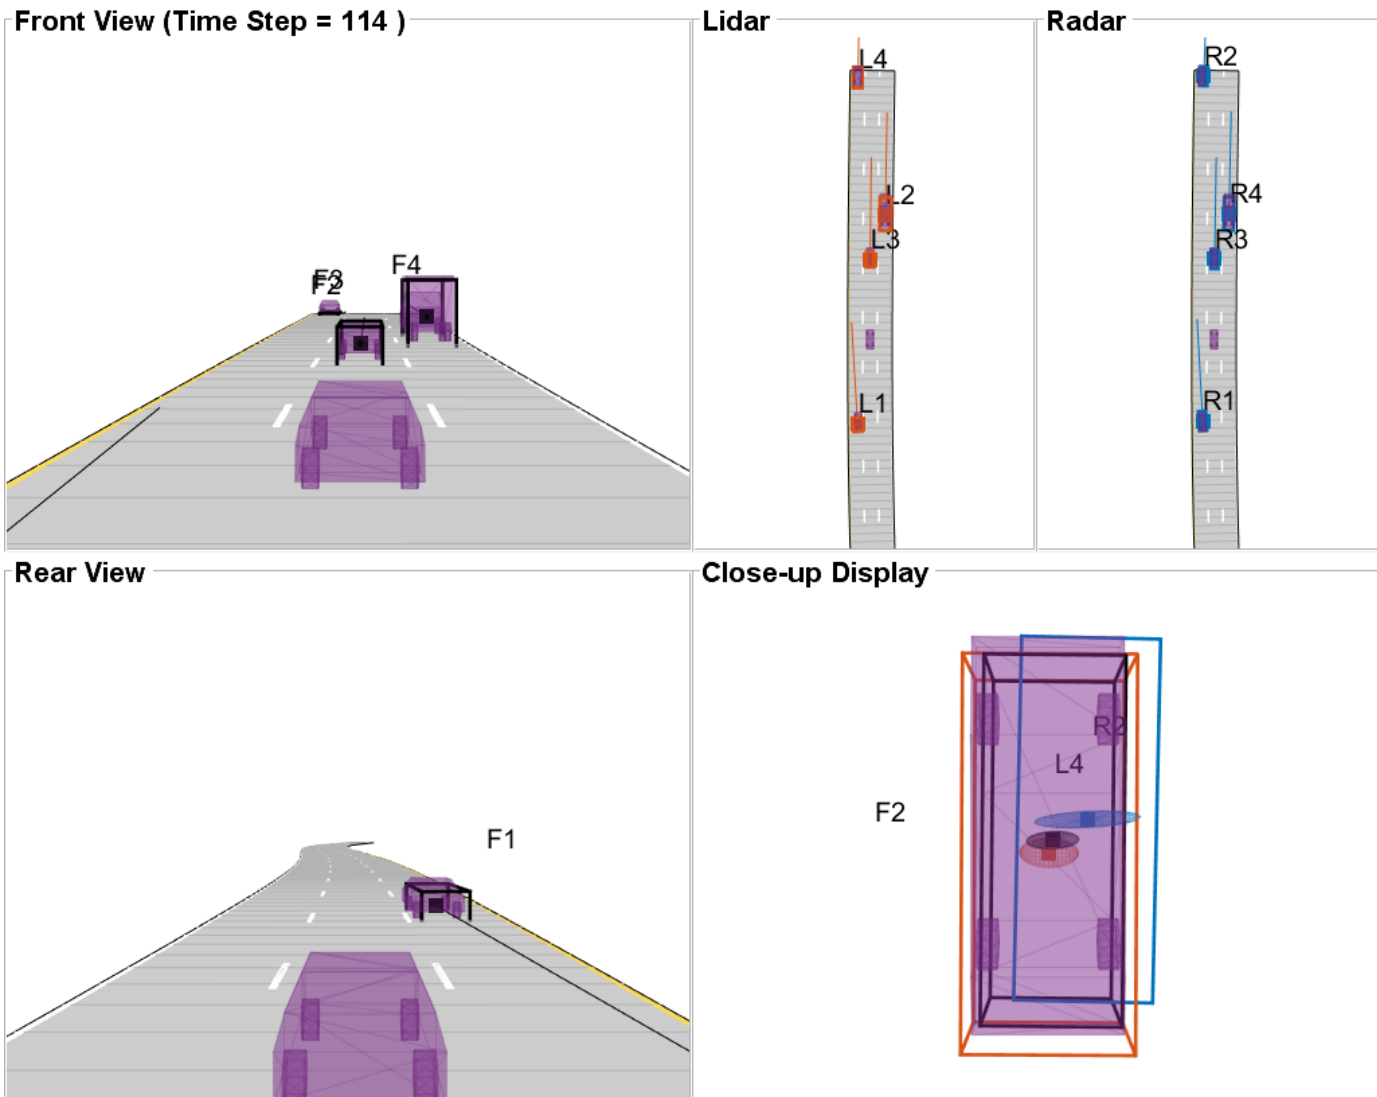 Front View (Time Step = 114 )
F3
F2
F4
Lidar
L4
L2
L3
L1
Radar
R2
R4
R3
R1
Rear View
F1
Close-up Display
R2
L4
F2